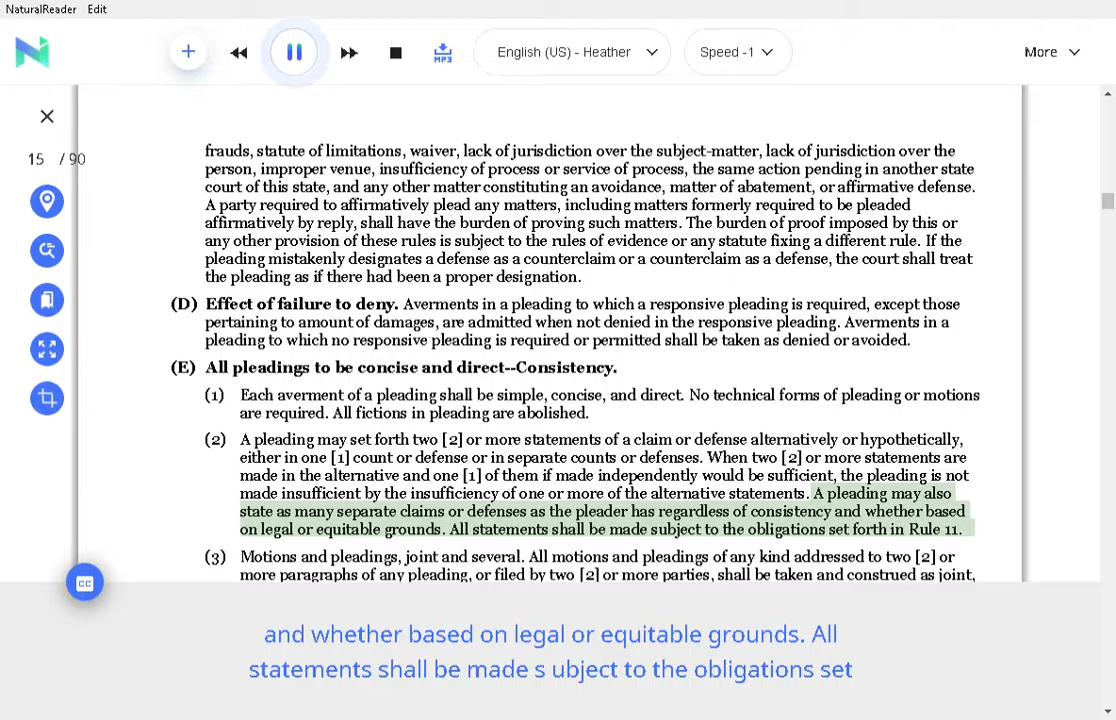 NaturalReader Edit
+ MP3 English (US) - Heather Speed -1 More
15 / 90
frauds, statute of limitations, waiver, lack of jurisdiction over the subject-matter, lack of jurisdiction over the
person, improper venue, insufficiency of process or service of process, the same action pending in another state
court of this state, and any other matter constituting an avoidance, matter of abatement, or affirmative defense.
A party required to affirmatively plead any matters, including matters formerly required to be pleaded
affirmatively by reply, shall have the burden of proving such matters. The burden of proof imposed by this or
any other provision of these rules is subject to the rules of evidence or any statute fixing a different rule. If the
pleading mistakenly designates a defense as a counterclaim or a counterclaim as a defense, the court shall treat
the pleading as if there had been a proper designation.
(D) Effect of failure to deny. Averments in a pleading to which a responsive pleading is required, except those
pertaining to amount of damages, are admitted when not denied in the responsive pleading. Averments in a
pleading to which no responsive pleading is required or permitted shall be taken as denied or avoided.
(E) All pleadings to be concise and direct--Consistency.
(1) Each averment of a pleading shall be simple, concise, and direct. No technical forms of pleading or motions
are required. All fictions in pleading are abolished.
(2) A pleading may set forth two [2] or more statements of a claim or defense alternatively or hypothetically,
either in one [1] count or defense or in separate counts or defenses. When two [2] or more statements are
made in the alternative and one [1] of them if made independently would be sufficient, the pleading is not
made insufficient by the insufficiency of one or more of the alternative statements. A pleading may also
state as many separate claims or defenses as the pleader has regardless of consistency and whether based
on legal or equitable grounds. All statements shall be made subject to the obligations set forth in Rule 11.
(3) Motions and pleadings, joint and several. All motions and pleadings of any kind addressed to two [2] or
more paragraphs of any pleading, or filed by two [2] or more parties, shall be taken and construed as joint,
CC
and whether based on legal or equitable grounds. All
statements shall be made s ubject to the obligations set